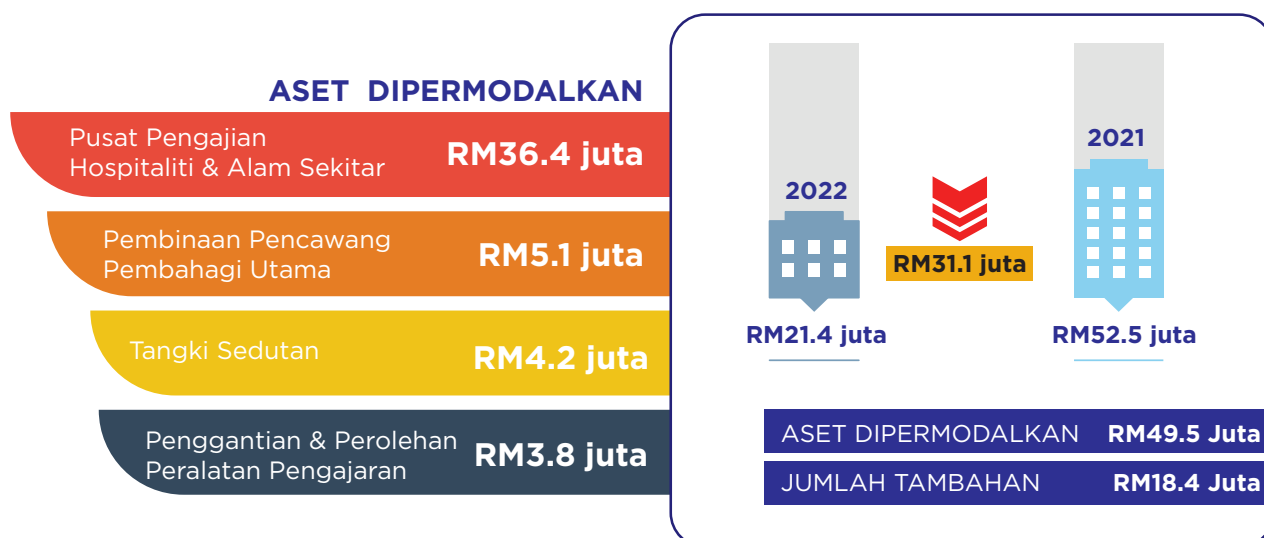 ASET DIPERMODALKAN
Pusat Pengajian
Hospitaliti & Alam Sekitar
RM36.4 juta
Pembinaan Pencawang
Pembahagi Utama
RM5.1 juta
Tangki Sedutan
RM4.2 juta
Penggantian & Perolehan
Peralatan Pengajaran
RM3.8 juta
2022
RM21.4 juta
RM31.1 juta
2021
RM52.5 juta
ASET DIPERMODALKAN RM49.5 Juta
JUMLAH TAMBAHAN RM18.4 Juta